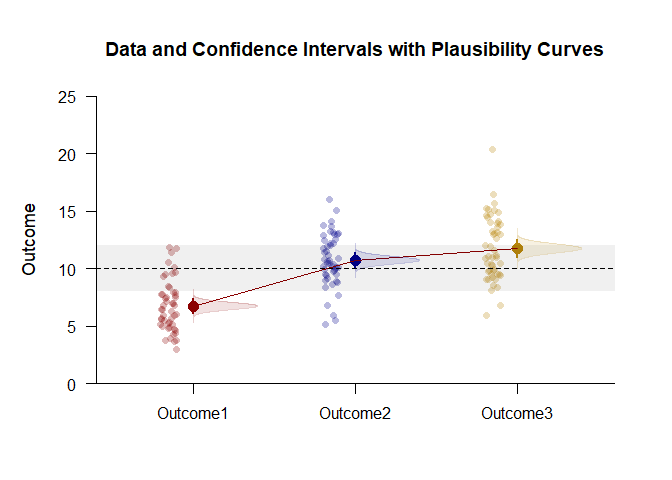 Data and Confidence Intervals with Plausibility Curves
25
20
15
10
5
0
Outcome
Outcome1 Outcome2 Outcome3